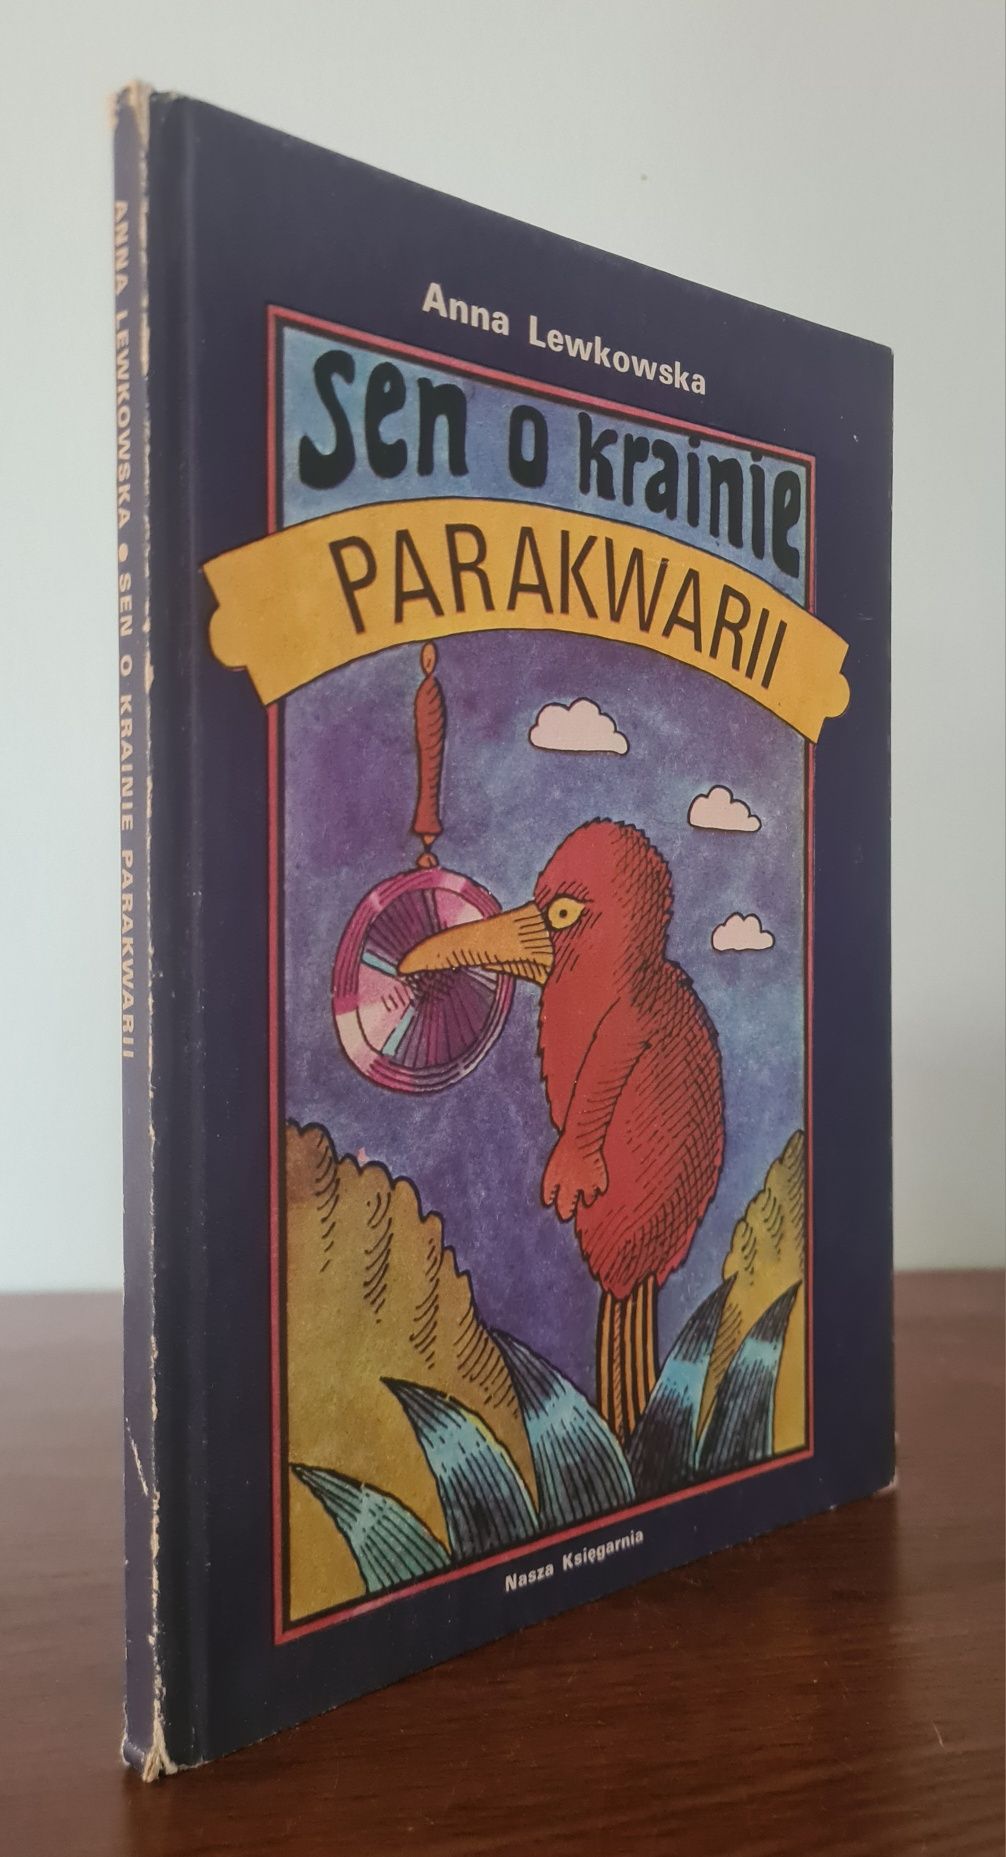 ANNA LEWKOWSKA • SEN O KRAINIE PARAKWARII
Anna Lewkowska
sen o krainie
PARAKWARII
Nasza Księgarnia